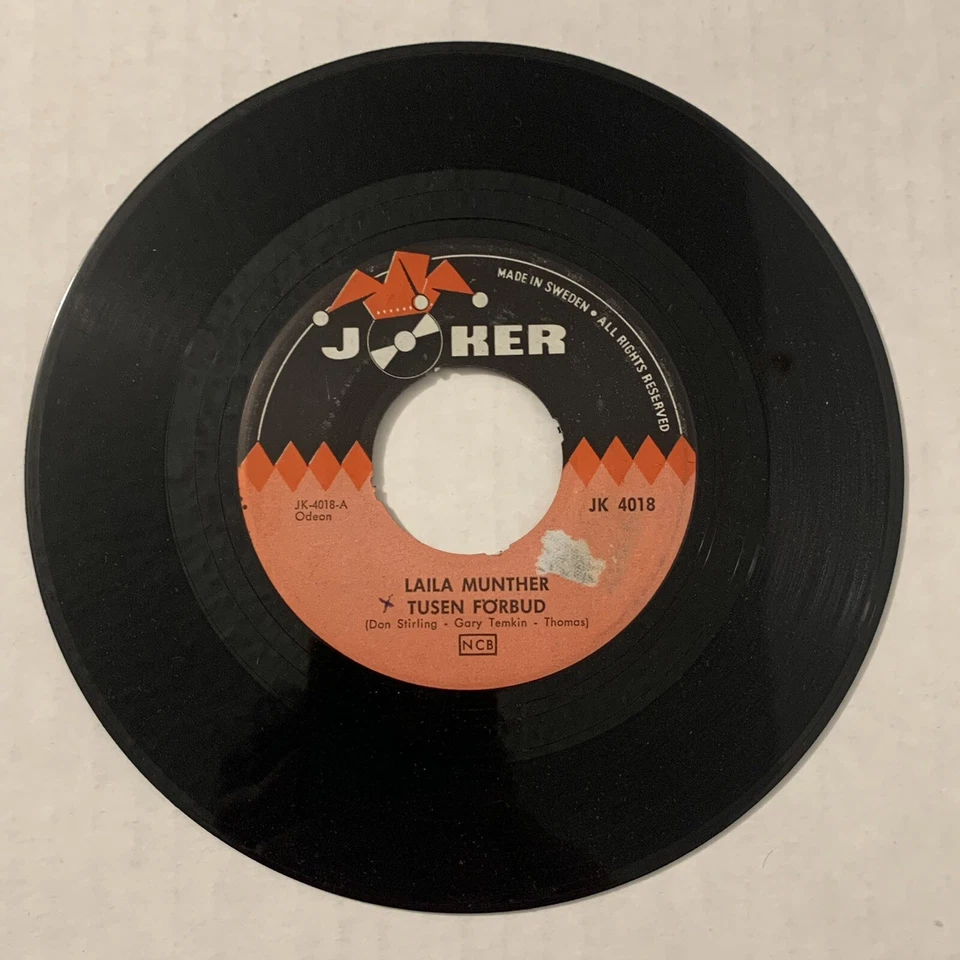 JOKER
MADE IN SWEDEN • ALL RIGHTS RESERVED
JK-4018-A
Odeon
JK 4018
LAILA MUNTHER
TUSEN FÖRBUD
(Don Stirling - Gary Temkin - Thomas)
NCB